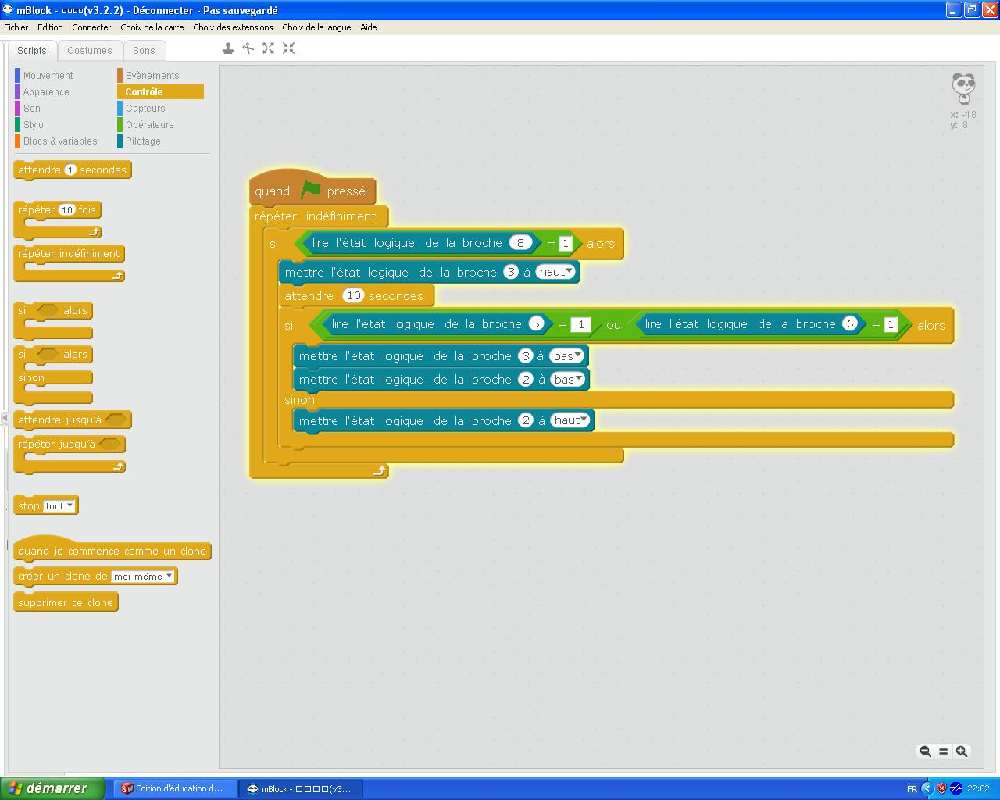 mBlock - □□□□(v3.2.2) - Déconnecter - Pas sauvegardé
Fichier Edition Connecter Choix de la carte Choix des extensions Choix de la langue Aide
Scripts Costumes Sons
Mouvement Evènements
Apparence Contrôle
Son Capteurs
Stylo Opérateurs
Blocs & variables Pilotage
x: -18
y: 8
attendre 1 secondes
répéter 10 fois
répéter indéfiniment
si alors
si alors
sinon
attendre jusqu'à
répéter jusqu'à
stop tout
quand je commence comme un clone
créer un clone de moi-même
supprimer ce clone
quand pressé
répéter indéfiniment
si lire l'état logique de la broche 8 = 1 alors
mettre l'état logique de la broche 3 à haut
attendre 10 secondes
si lire l'état logique de la broche 5 = 1 ou lire l'état logique de la broche 6 = 1 alors
mettre l'état logique de la broche 3 à bas
mettre l'état logique de la broche 2 à bas
sinon
mettre l'état logique de la broche 2 à haut
démarrer Edition d'éducation d... mBlock - □□□□(v3... FR 22:02